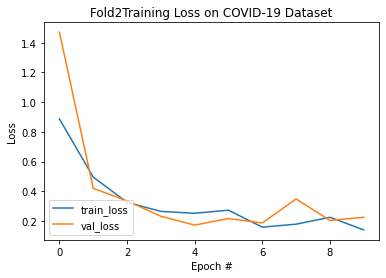 Fold2Training Loss on COVID-19 Dataset
Loss
1.4
1.2
1.0
0.8
0.6
0.4
0.2
train_loss
val_loss
0 2 4 6 8
Epoch #